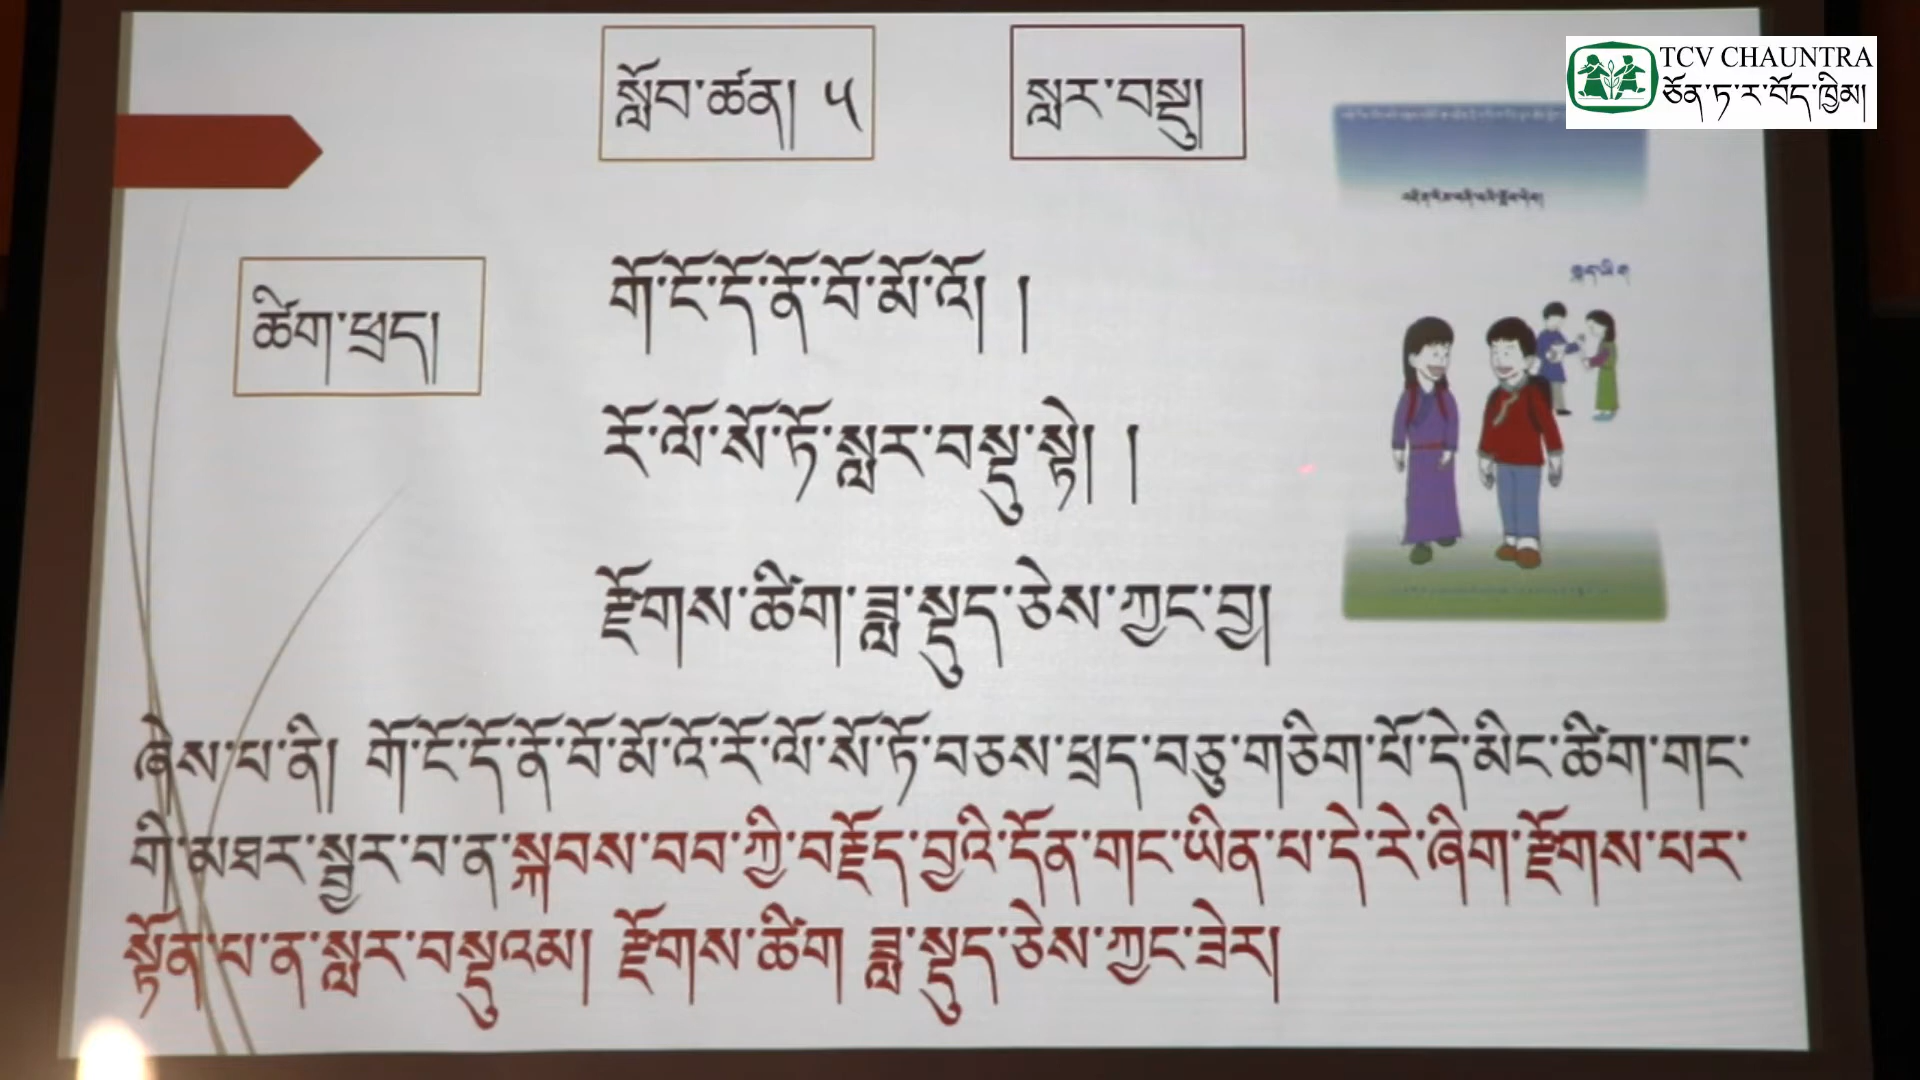 སློབ་ཚན། ༥
སླར་བསྡུ།
TCV CHAUNTRA
ཅོན་ཏ་ར་བོད་ཁྱིམ།
ཚིག་ཕྲད།
གོ་ངོ་དོ་ནོ་བོ་མོ་འོ། །
རོ་ལོ་སོ་ཏོ་སླར་བསྡུ་སྟེ། །
རྫོགས་ཚིག་ཟླ་སྡུད་ཅེས་ཀྱང་བྱ།
ཞེས་པ་ནི། གོ་ངོ་དོ་ནོ་བོ་མོ་འོ་རོ་ལོ་སོ་ཏོ་བཅས་ཕྲད་བཅུ་གཅིག་པོ་དེ་མིང་ཚིག་གང་
གི་མཐར་སྦྱར་བ་ན་སྐབས་བབ་ཀྱི་བརྗོད་བྱའི་དོན་གང་ཡིན་པ་དེ་རེ་ཞིག་རྫོགས་པར་
སྟོན་པ་ན་སླར་བསྡུའམ། རྫོགས་ཚིག ཟླ་སྡུད་ཅེས་ཀྱང་ཟེར།